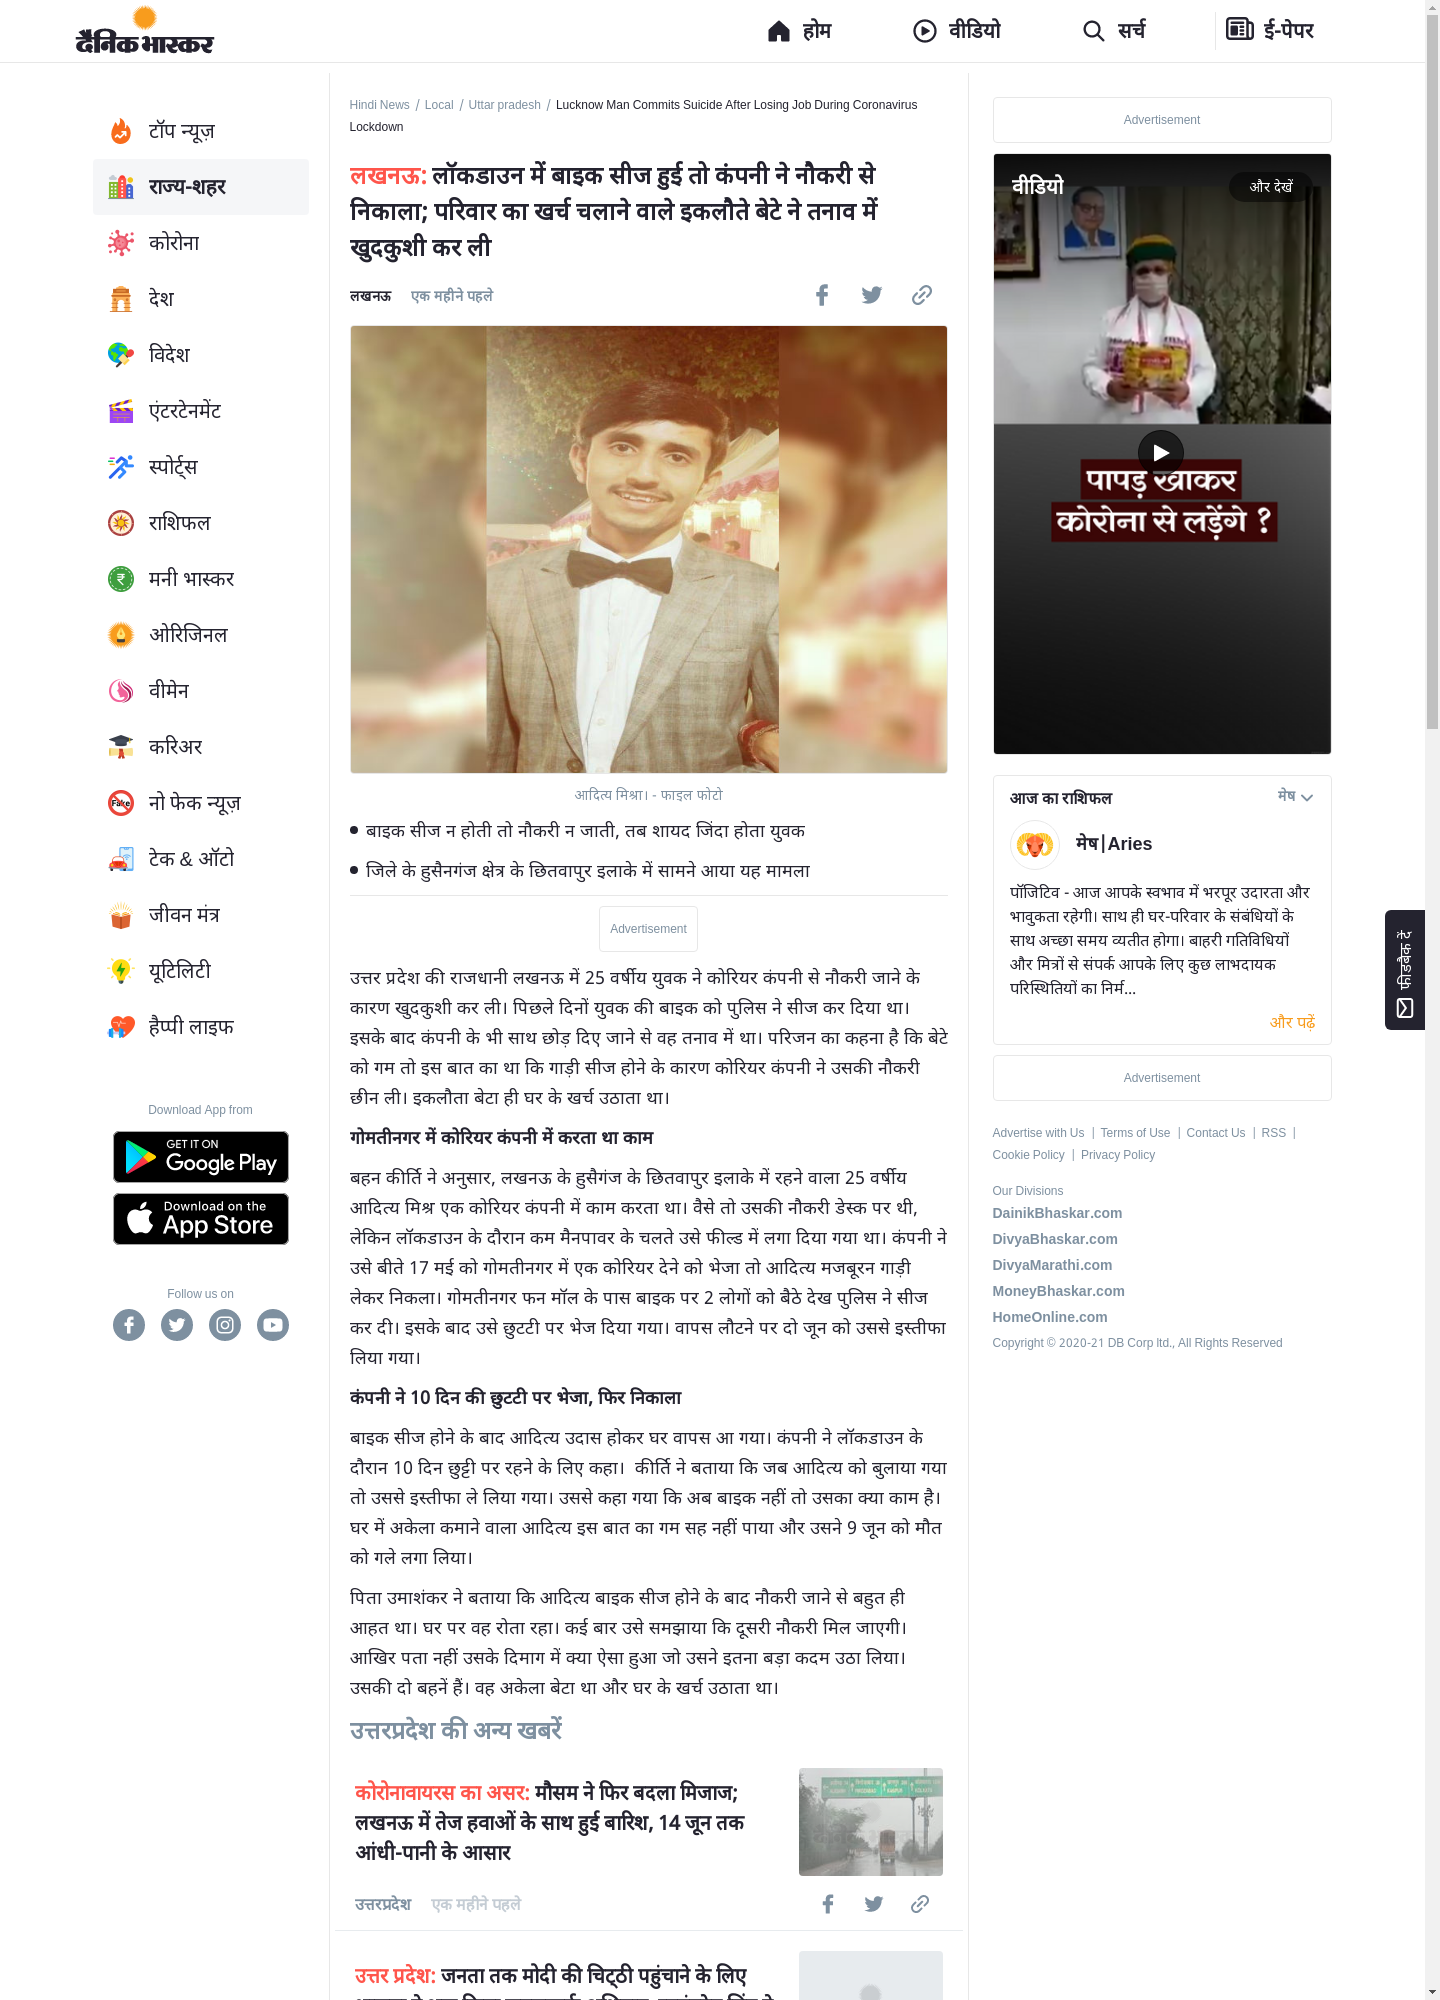 दैनिक भास्कर
होम
वीडियो
सर्च
ई-पेपर
टॉप न्यूज़
राज्य-शहर
कोरोना
देश
विदेश
एंटरटेनमेंट
स्पोर्ट्स
राशिफल
मनी भास्कर
ओरिजिनल
वीमेन
करिअर
Fake
नो फेक न्यूज़
टेक & ऑटो
जीवन मंत्र
यूटिलिटी
हैप्पी लाइफ
Download App from
GET IT ON
Google Play
Download on the
App Store
Follow us on
Hindi News / Local / Uttar pradesh / Lucknow Man Commits Suicide After Losing Job During Coronavirus
Lockdown
लखनऊ: लॉकडाउन में बाइक सीज हुई तो कंपनी ने नौकरी से
निकाला; परिवार का खर्च चलाने वाले इकलौते बेटे ने तनाव में
खुदकुशी कर ली
लखनऊ एक महीने पहले
आदित्य मिश्रा। - फाइल फोटो
बाइक सीज न होती तो नौकरी न जाती, तब शायद जिंदा होता युवक
जिले के हुसैनगंज क्षेत्र के छितवापुर इलाके में सामने आया यह मामला
Advertisement
उत्तर प्रदेश की राजधानी लखनऊ में 25 वर्षीय युवक ने कोरियर कंपनी से नौकरी जाने के
कारण खुदकुशी कर ली। पिछले दिनों युवक की बाइक को पुलिस ने सीज कर दिया था।
इसके बाद कंपनी के भी साथ छोड़ दिए जाने से वह तनाव में था। परिजन का कहना है कि बेटे
को गम तो इस बात का था कि गाड़ी सीज होने के कारण कोरियर कंपनी ने उसकी नौकरी
छीन ली। इकलौता बेटा ही घर के खर्च उठाता था।
गोमतीनगर में कोरियर कंपनी में करता था काम
बहन कीर्ति ने अनुसार, लखनऊ के हुसैगंज के छितवापुर इलाके में रहने वाला 25 वर्षीय
आदित्य मिश्र एक कोरियर कंपनी में काम करता था। वैसे तो उसकी नौकरी डेस्क पर थी,
लेकिन लॉकडाउन के दौरान कम मैनपावर के चलते उसे फील्ड में लगा दिया गया था। कंपनी ने
उसे बीते 17 मई को गोमतीनगर में एक कोरियर देने को भेजा तो आदित्य मजबूरन गाड़ी
लेकर निकला। गोमतीनगर फन मॉल के पास बाइक पर 2 लोगों को बैठे देख पुलिस ने सीज
कर दी। इसके बाद उसे छुटटी पर भेज दिया गया। वापस लौटने पर दो जून को उससे इस्तीफा
लिया गया।
कंपनी ने 10 दिन की छुटटी पर भेजा, फिर निकाला
बाइक सीज होने के बाद आदित्य उदास होकर घर वापस आ गया। कंपनी ने लॉकडाउन के
दौरान 10 दिन छुट्टी पर रहने के लिए कहा। कीर्ति ने बताया कि जब आदित्य को बुलाया गया
तो उससे इस्तीफा ले लिया गया। उससे कहा गया कि अब बाइक नहीं तो उसका क्या काम है।
घर में अकेला कमाने वाला आदित्य इस बात का गम सह नहीं पाया और उसने 9 जून को मौत
को गले लगा लिया।
पिता उमाशंकर ने बताया कि आदित्य बाइक सीज होने के बाद नौकरी जाने से बहुत ही
आहत था। घर पर वह रोता रहा। कई बार उसे समझाया कि दूसरी नौकरी मिल जाएगी।
आखिर पता नहीं उसके दिमाग में क्या ऐसा हुआ जो उसने इतना बड़ा कदम उठा लिया।
उसकी दो बहनें हैं। वह अकेला बेटा था और घर के खर्च उठाता था।
उत्तरप्रदेश की अन्य खबरें
कोरोनावायरस का असर: मौसम ने फिर बदला मिजाज;
लखनऊ में तेज हवाओं के साथ हुई बारिश, 14 जून तक
आंधी-पानी के आसार
उत्तरप्रदेश एक महीने पहले
उत्तर प्रदेश: जनता तक मोदी की चिट्ठी पहुंचाने के लिए
Advertisement
वीडियो
और देखें
पापड़ खाकर
कोरोना से लड़ेंगे ?
आज का राशिफल
मेष
मेष|Aries
पॉजिटिव - आज आपके स्वभाव में भरपूर उदारता और
भावुकता रहेगी। साथ ही घर-परिवार के संबंधियों के
साथ अच्छा समय व्यतीत होगा। बाहरी गतिविधियों
और मित्रों से संपर्क आपके लिए कुछ लाभदायक
परिस्थितियों का निर्म...
और पढ़ें
Advertisement
Advertise with Us | Terms of Use | Contact Us | RSS |
Cookie Policy | Privacy Policy
Our Divisions
DainikBhaskar.com
DivyaBhaskar.com
DivyaMarathi.com
MoneyBhaskar.com
HomeOnline.com
Copyright © 2020-21 DB Corp ltd., All Rights Reserved
फीडबैक दें